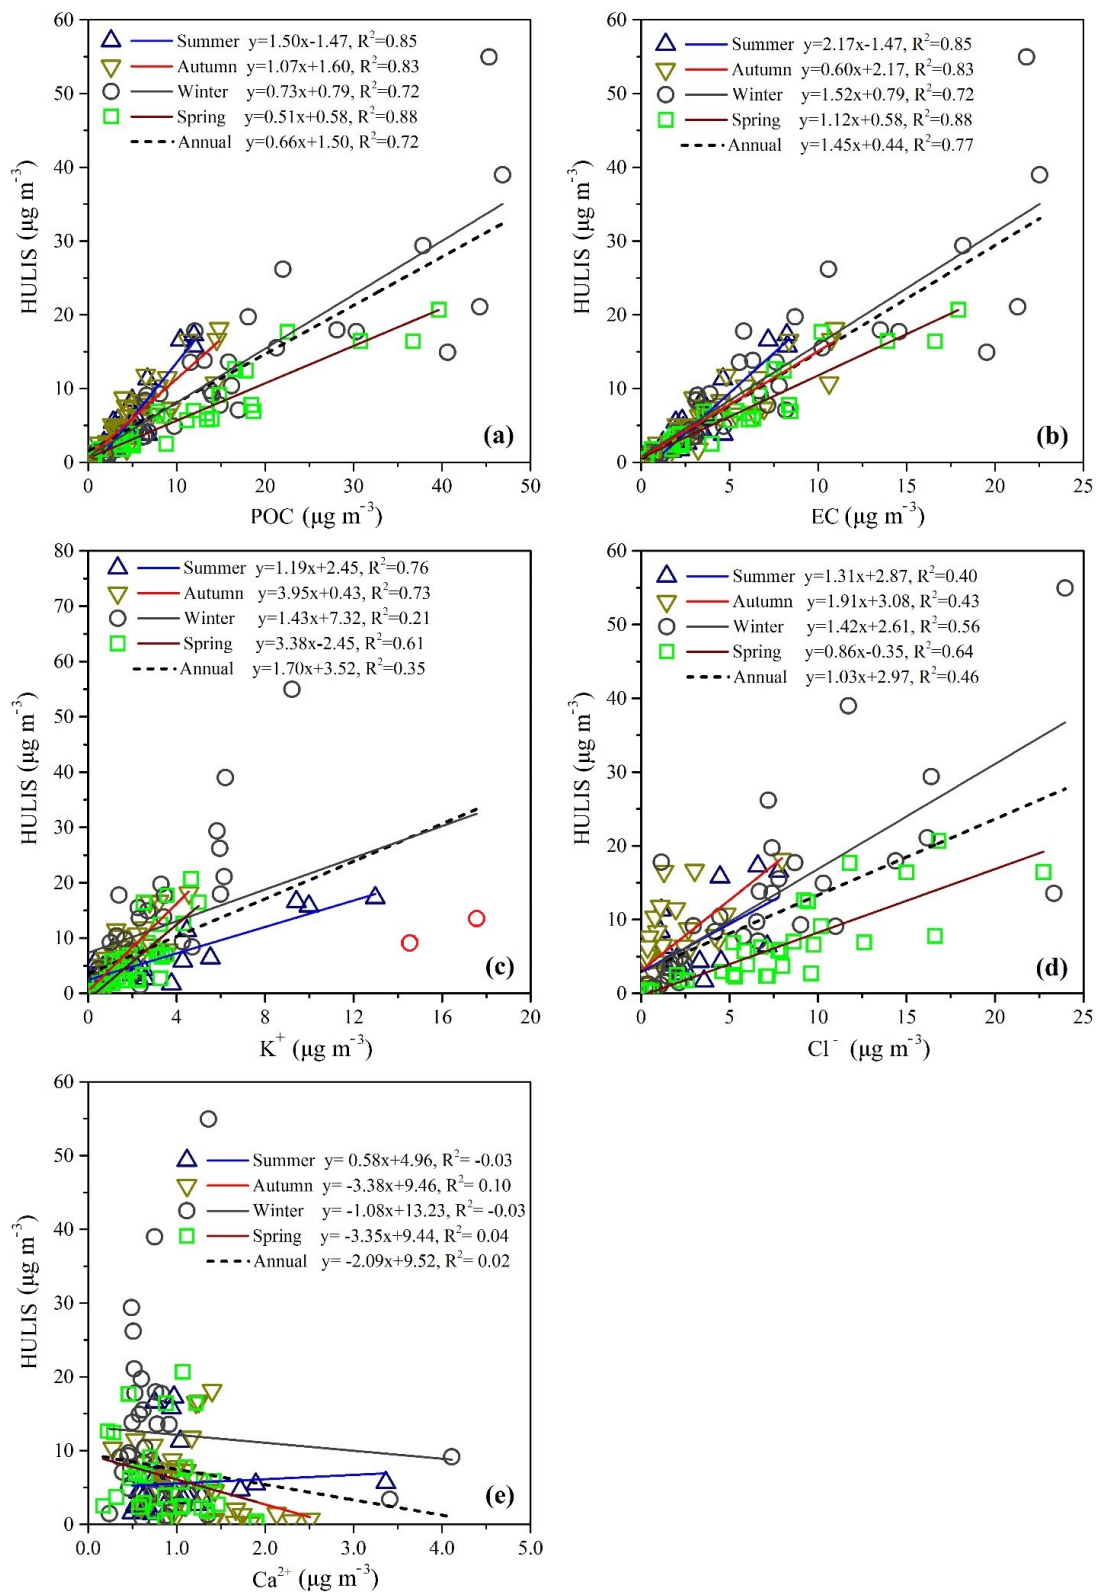 60
50
40
30
20
10
0
HULIS (μg m-3)
Summer y=1.50x-1.47, R2=0.85
Autumn y=1.07x+1.60, R2=0.83
Winter y=0.73x+0.79, R2=0.72
Spring y=0.51x+0.58, R2=0.88
Annual y=0.66x+1.50, R2=0.72
(a)
0 10 20 30 40 50
POC (μg m-3)
60
50
40
30
20
10
0
HULIS (μg m-3)
Summer y=2.17x-1.47, R2=0.85
Autumn y=0.60x+2.17, R2=0.83
Winter y=1.52x+0.79, R2=0.72
Spring y=1.12x+0.58, R2=0.88
Annual y=1.45x+0.44, R2=0.77
(b)
0 5 10 15 20 25
EC (μg m-3)
80
70
60
50
40
30
20
10
0
HULIS (μg m-3)
Summer y=1.19x+2.45, R2=0.76
Autumn y=3.95x+0.43, R2=0.73
Winter y=1.43x+7.32, R2=0.21
Spring y=3.38x-2.45, R2=0.61
Annual y=1.70x+3.52, R2=0.35
(c)
0 4 8 12 16 20
K+ (μg m-3)
60
50
40
30
20
10
0
HULIS (μg m-3)
Summer y=1.31x+2.87, R2=0.40
Autumn y=1.91x+3.08, R2=0.43
Winter y=1.42x+2.61, R2=0.56
Spring y=0.86x-0.35, R2=0.64
Annual y=1.03x+2.97, R2=0.46
(d)
0 5 10 15 20 25
Cl- (μg m-3)
60
50
40
30
20
10
0
HULIS (μg m-3)
Summer y= 0.58x+4.96, R2= -0.03
Autumn y= -3.38x+9.46, R2= 0.10
Winter y= -1.08x+13.23, R2= -0.03
Spring y= -3.35x+9.44, R2= 0.04
Annual y= -2.09x+9.52, R2= 0.02
(e)
0.0 1.0 2.0 3.0 4.0 5.0
Ca2+ (μg m-3)